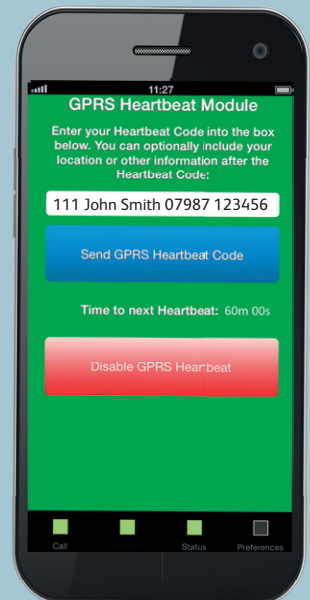 11:27
GPRS Heartbeat Module
Enter your Heartbeat Code into the box
below. You can optionally include your
location or other information after the
Heartbeat Code:
111 John Smith 07987 123456
Send GPRS Heartbeat Code
Time to next Heartbeat: 60m 00s
Disable GPRS Heartbeat
Call Status Preferences